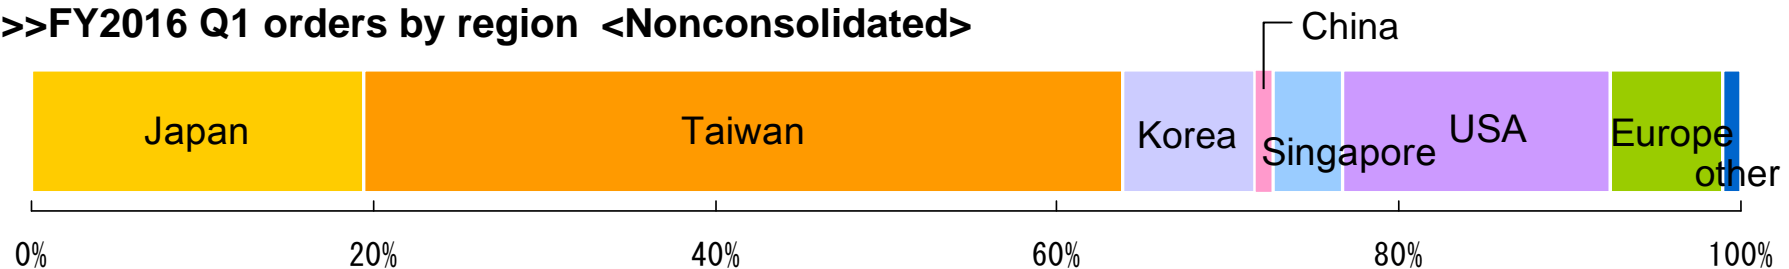 >>FY2016 Q1 orders by region <Nonconsolidated>
China
Japan
Taiwan
Korea
Singapore
USA
Europe
other
0% 20% 40% 60% 80% 100%